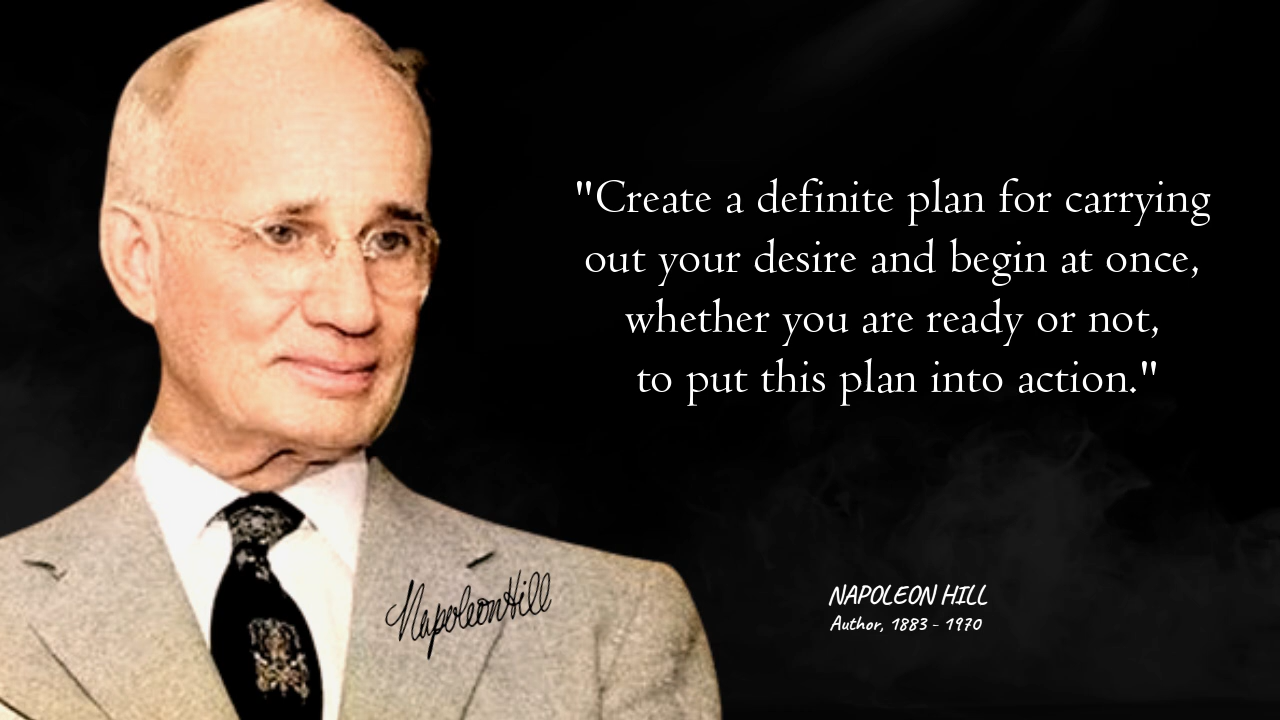 "Create a definite plan for carrying
out your desire and begin at once,
whether you are ready or not,
to put this plan into action."
NapoleonHill
NAPOLEON HILL
Author, 1883 - 1970